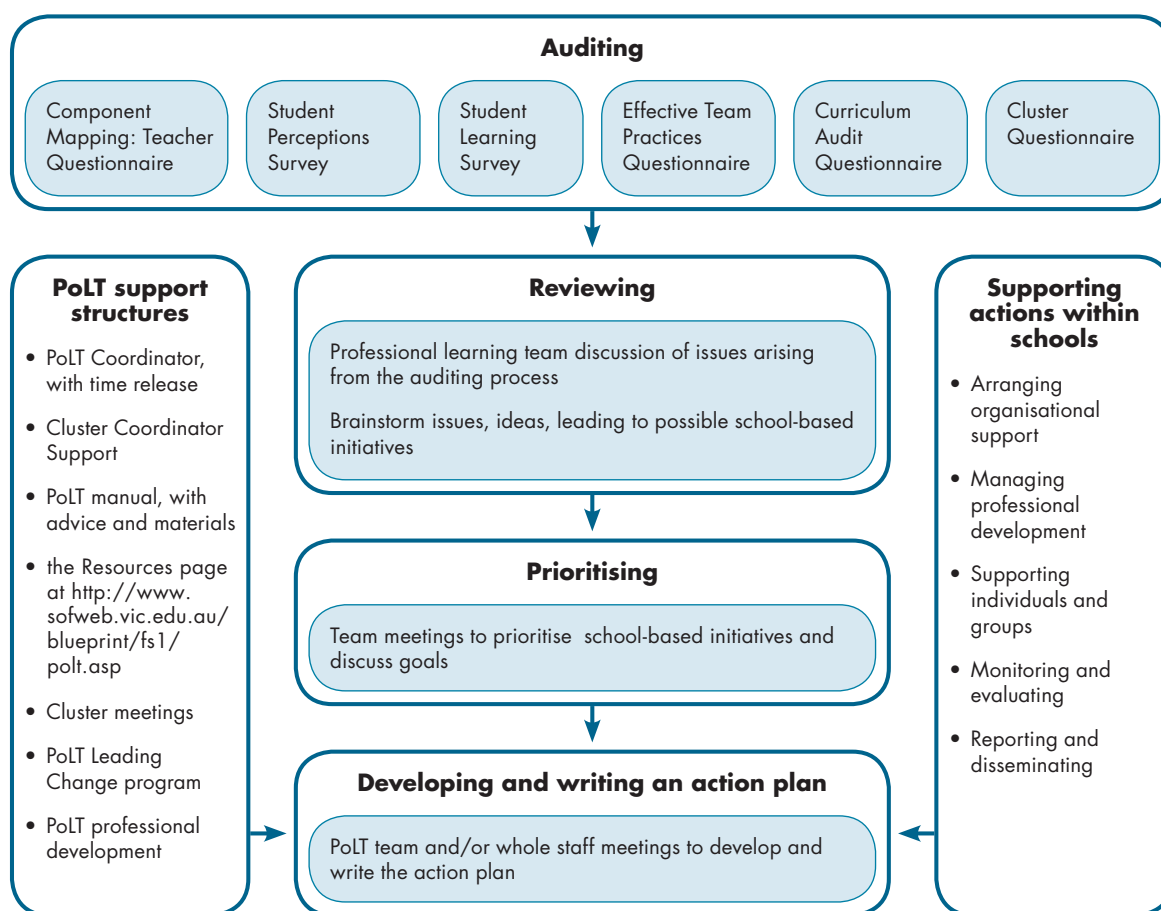 Auditing
Component
Mapping: Teacher
Questionnaire
Student
Perceptions
Survey
Student
Learning
Survey
Effective Team
Practices
Questionnaire
Curriculum
Audit
Questionnaire
Cluster
Questionnaire
PoLT support
structures
• PoLT Coordinator,
with time release
• Cluster Coordinator
Support
• PoLT manual, with
advice and materials
• the Resources page
at http://www.
sofweb.vic.edu.au/
blueprint/fs1/
polt.asp
• Cluster meetings
• PoLT Leading
Change program
• PoLT professional
development
Reviewing
Professional learning team discussion of issues arising
from the auditing process
Brainstorm issues, ideas, leading to possible school-based
initiatives
Prioritising
Team meetings to prioritise school-based initiatives and
discuss goals
Developing and writing an action plan
PoLT team and/or whole staff meetings to develop and
write the action plan
Supporting
actions within
schools
• Arranging
organisational
support
• Managing
professional
development
• Supporting
individuals and
groups
• Monitoring and
evaluating
• Reporting and
disseminating